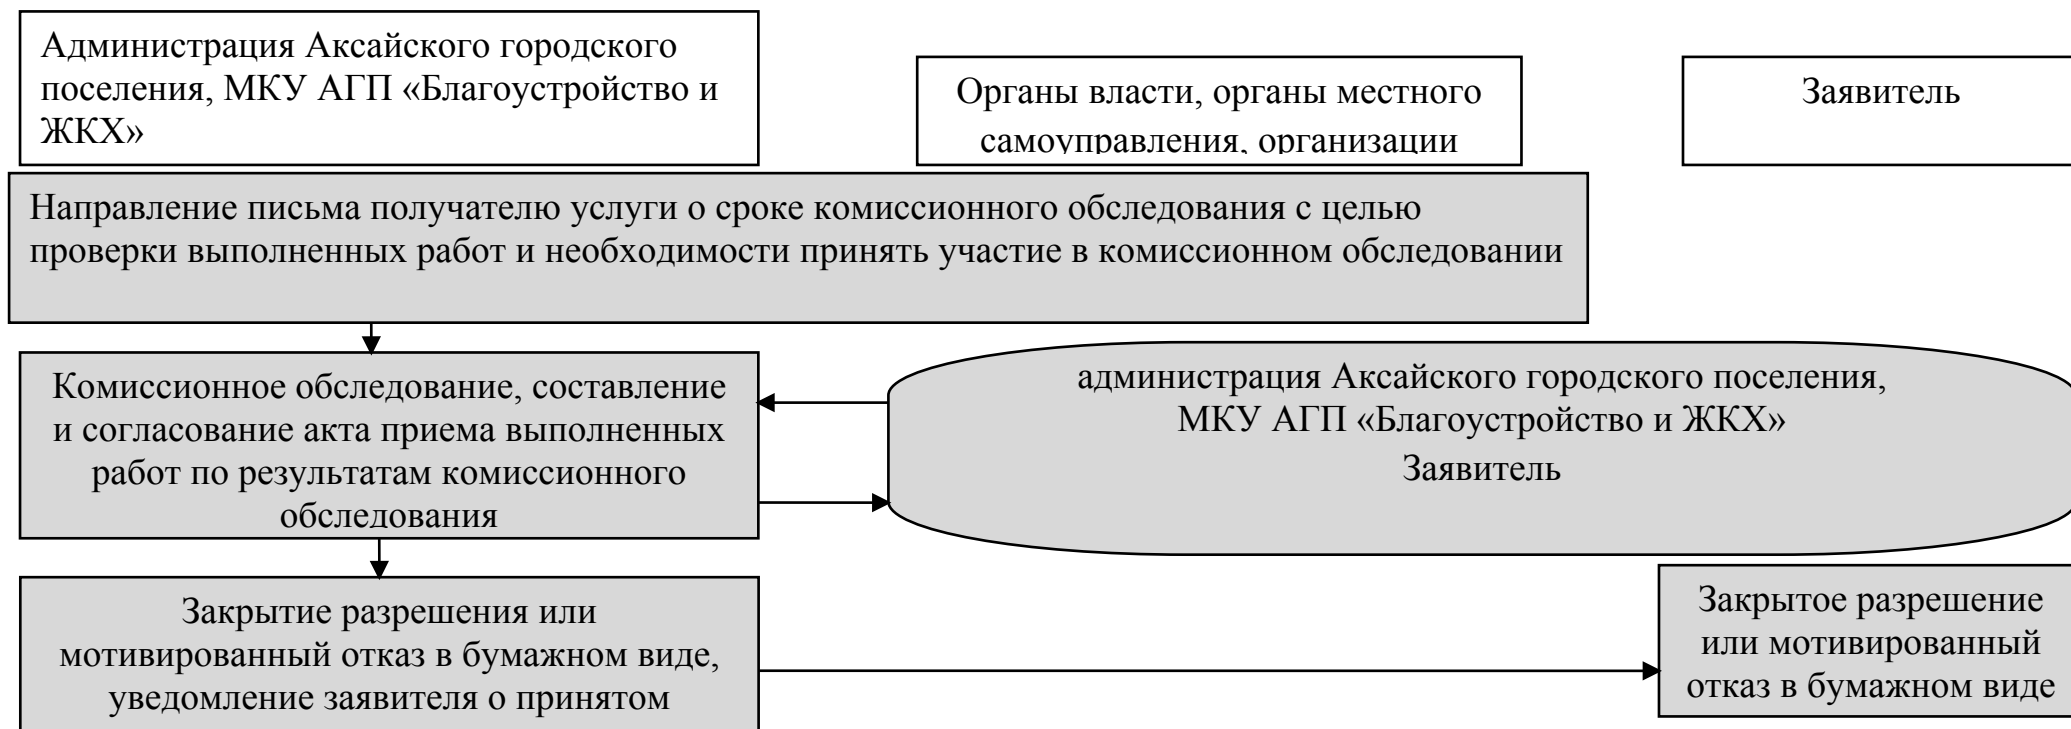 Администрация Аксайского городского
поселения, МКУ АГП «Благоустройство и
ЖКХ»
Органы власти, органы местного
самоуправления, организации
Заявитель
Направление письма получателю услуги о сроке комиссионного обследования с целью
проверки выполненных работ и необходимости принять участие в комиссионном обследовании
Комиссионное обследование, составление
и согласование акта приема выполненных
работ по результатам комиссионного
обследования
администрация Аксайского городского поселения,
МКУ АГП «Благоустройство и ЖКХ»
Заявитель
Закрытие разрешения или
мотивированный отказ в бумажном виде,
уведомление заявителя о принятом
Закрытое разрешение
или мотивированный
отказ в бумажном виде